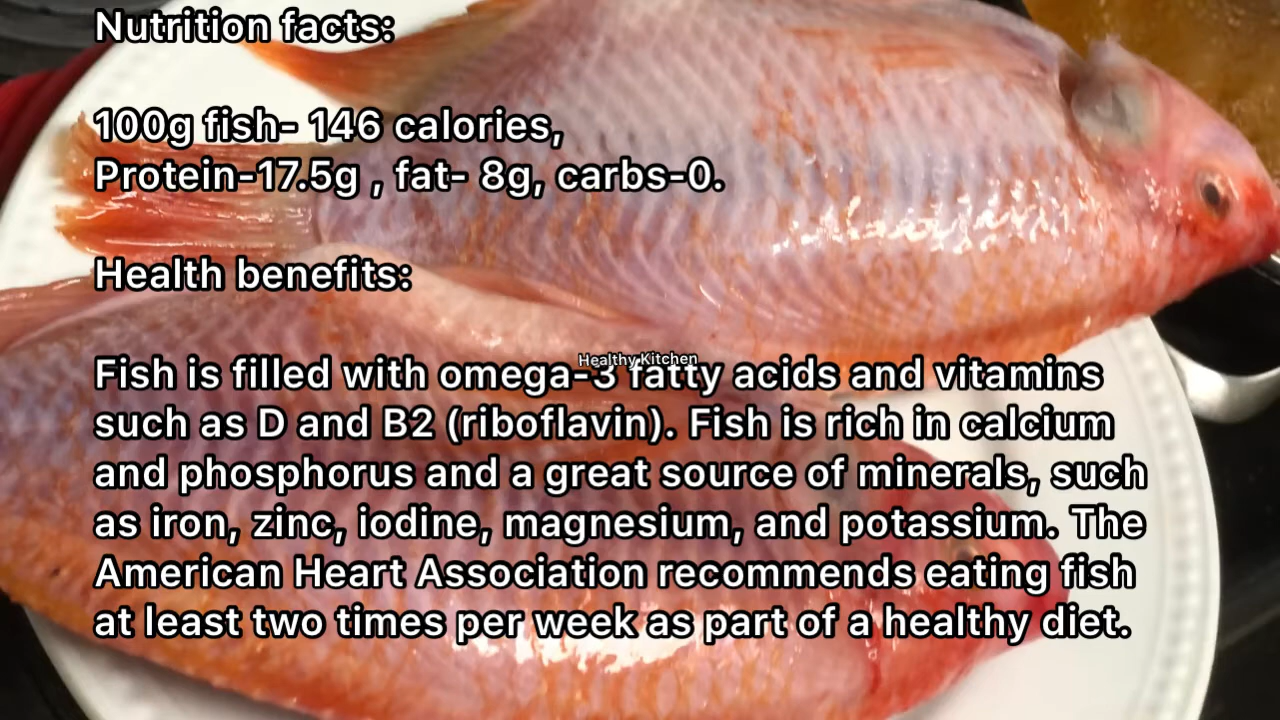 Nutrition facts:
100g fish- 146 calories,
Protein-17.5g , fat- 8g, carbs-0.
Health benefits:
Healthy Kitchen
Fish is filled with omega-3 fatty acids and vitamins
such as D and B2 (riboflavin). Fish is rich in calcium
and phosphorus and a great source of minerals, such
as iron, zinc, iodine, magnesium, and potassium. The
American Heart Association recommends eating fish
at least two times per week as part of a healthy diet.